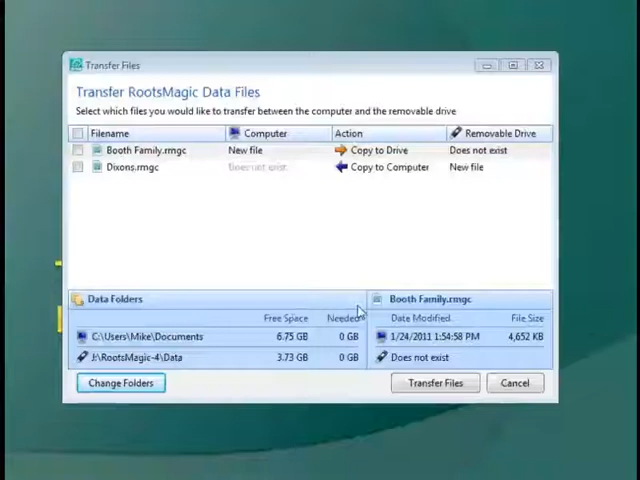 Transfer Files
Transfer RootsMagic Data Files
Select which files you would like to transfer between the computer and the removable drive
Filename Computer Action Removable Drive
Booth Family.rmgc New file Copy to Drive Does not exist
Dixons.rmgc Does not exist Copy to Computer New file
Data Folders
Free Space Needed
C:\Users\Mike\Documents 6.75 GB 0 GB
J:\RootsMagic-4\Data 3.73 GB 0 GB
Booth Family.rmgc
Date Modified File Size
1/24/2011 1:54:58 PM 4,652 KB
Does not exist
Change Folders Transfer Files Cancel